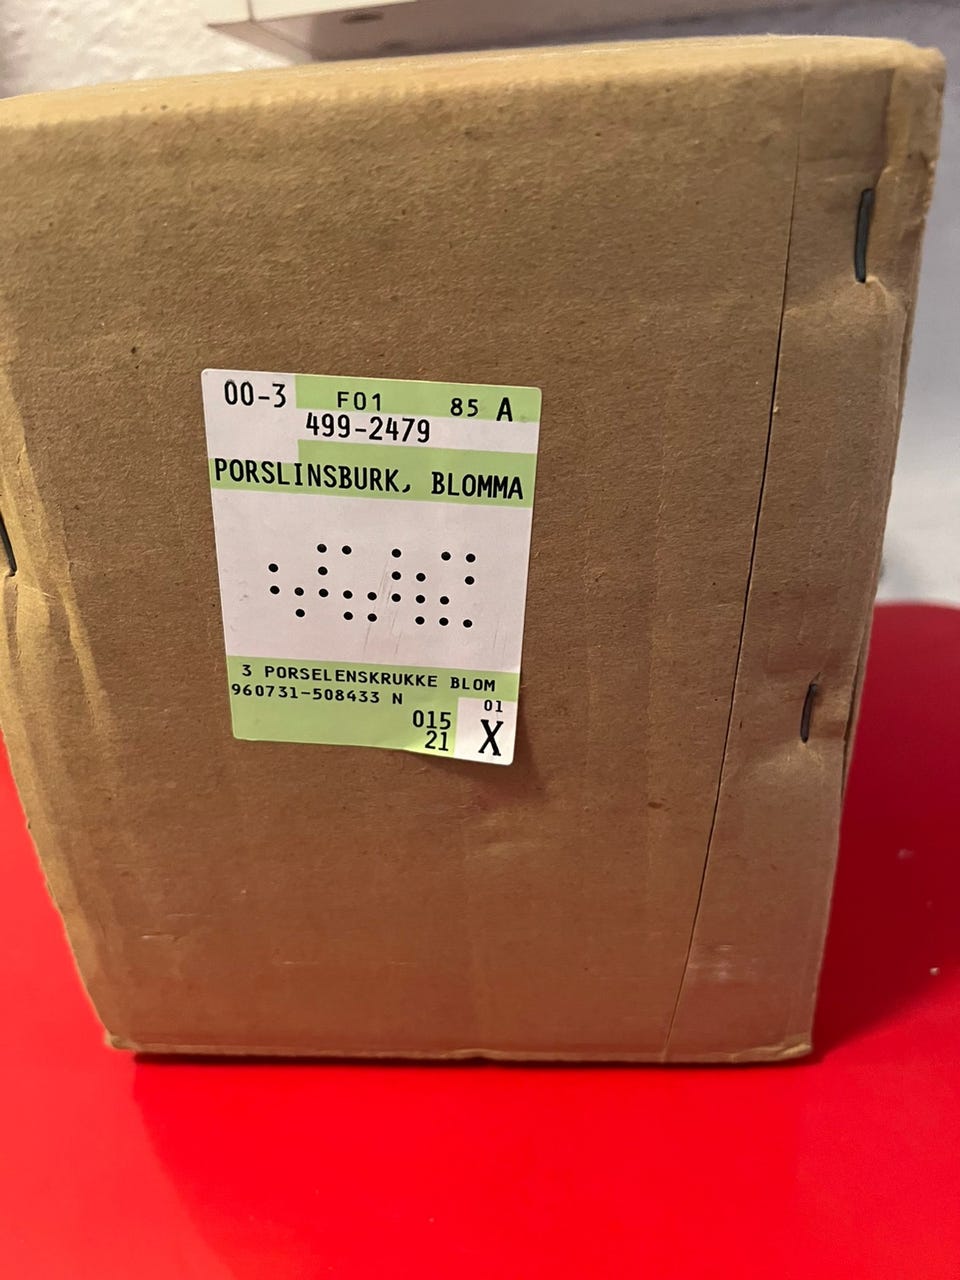 00-3 F01 85 A
499-2479
PORSLINSBURK, BLOMMA
3 PORSELENSKRUKKE BLOM
960731-508433 N
01
015
21 X